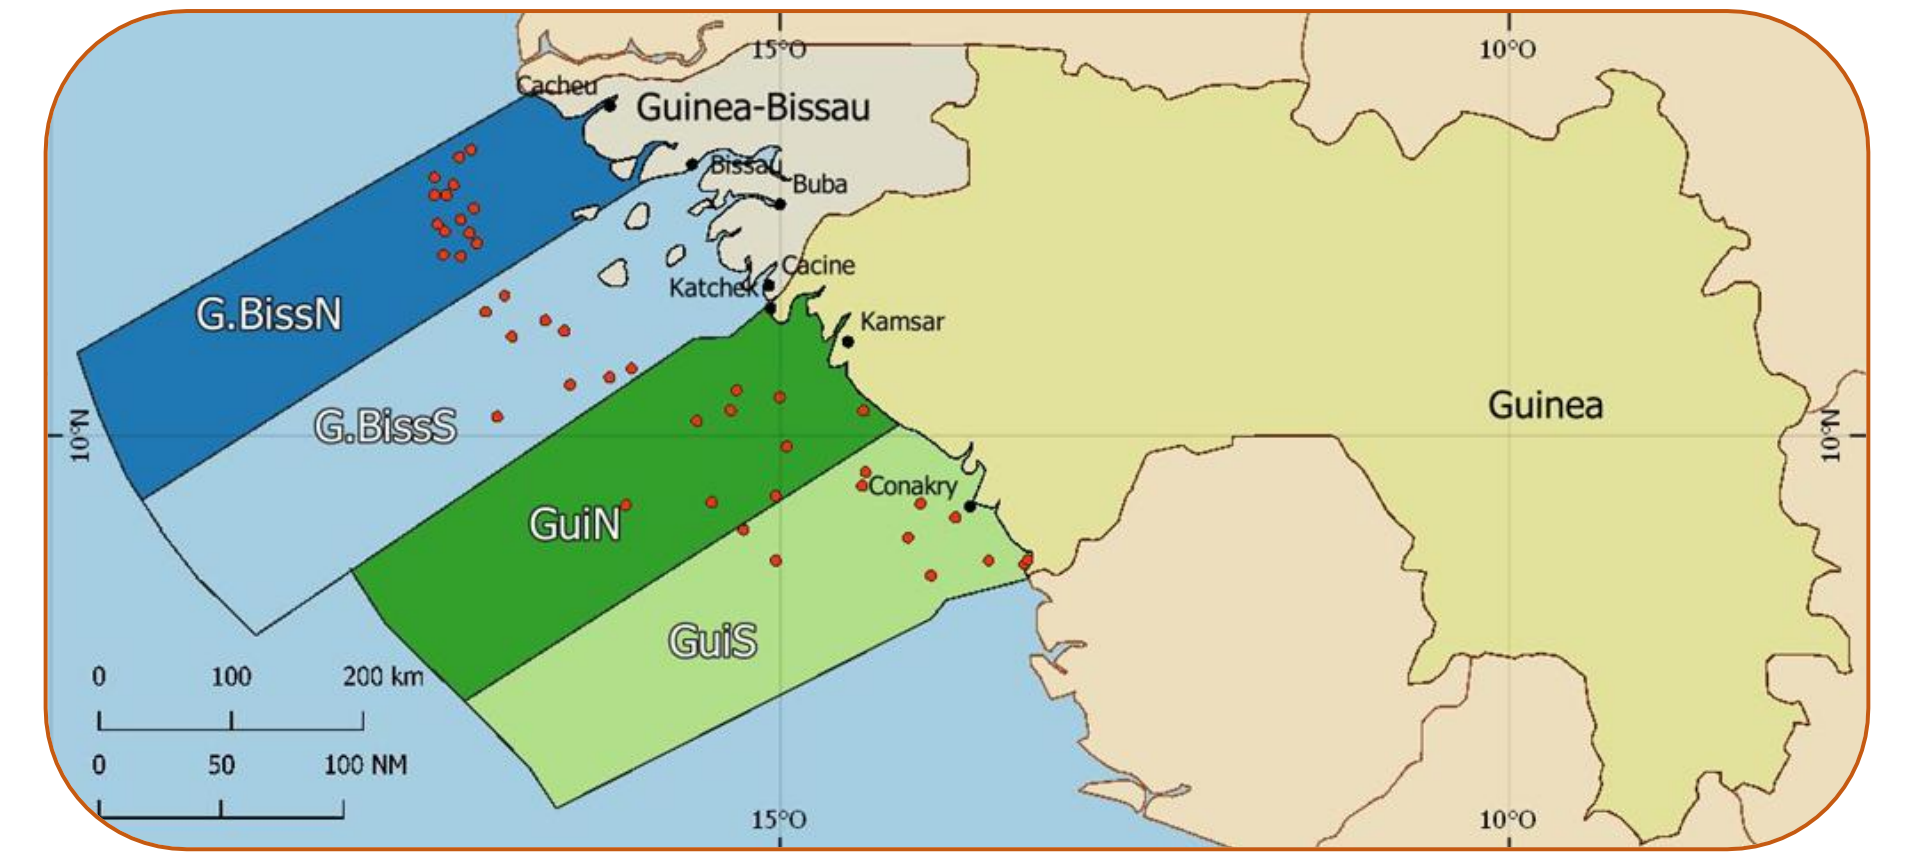 15°O
10°O
Cacheu
Guinea-Bissau
Bissau
Buba
Cacine
Katchek
Kamsar
G.BissN
G.BissS
Guinea
10°N
10°N
Conakry
GuiN
GuiS
0 100 200 km
0 50 100 NM
15°O
10°O